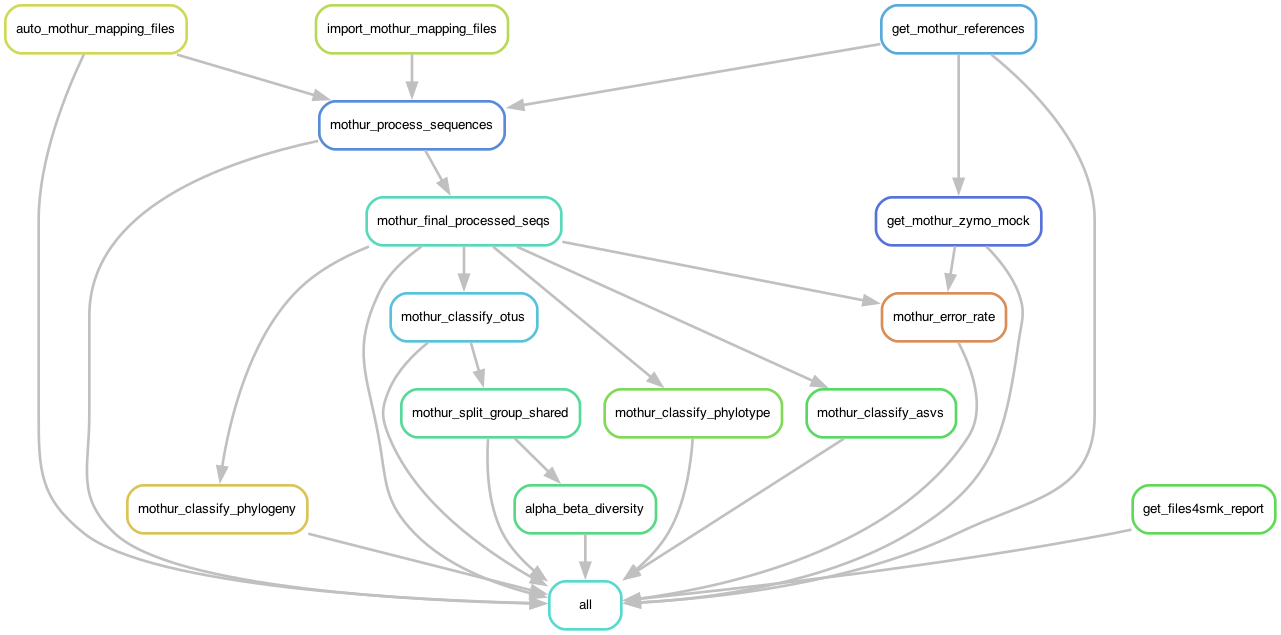 auto_mothur_mapping_files
import_mothur_mapping_files
get_mothur_references
mothur_process_sequences
mothur_final_processed_seqs
get_mothur_zymo_mock
mothur_classify_otus
mothur_error_rate
mothur_split_group_shared
mothur_classify_phylotype
mothur_classify_asvs
mothur_classify_phylogeny
alpha_beta_diversity
get_files4smk_report
all